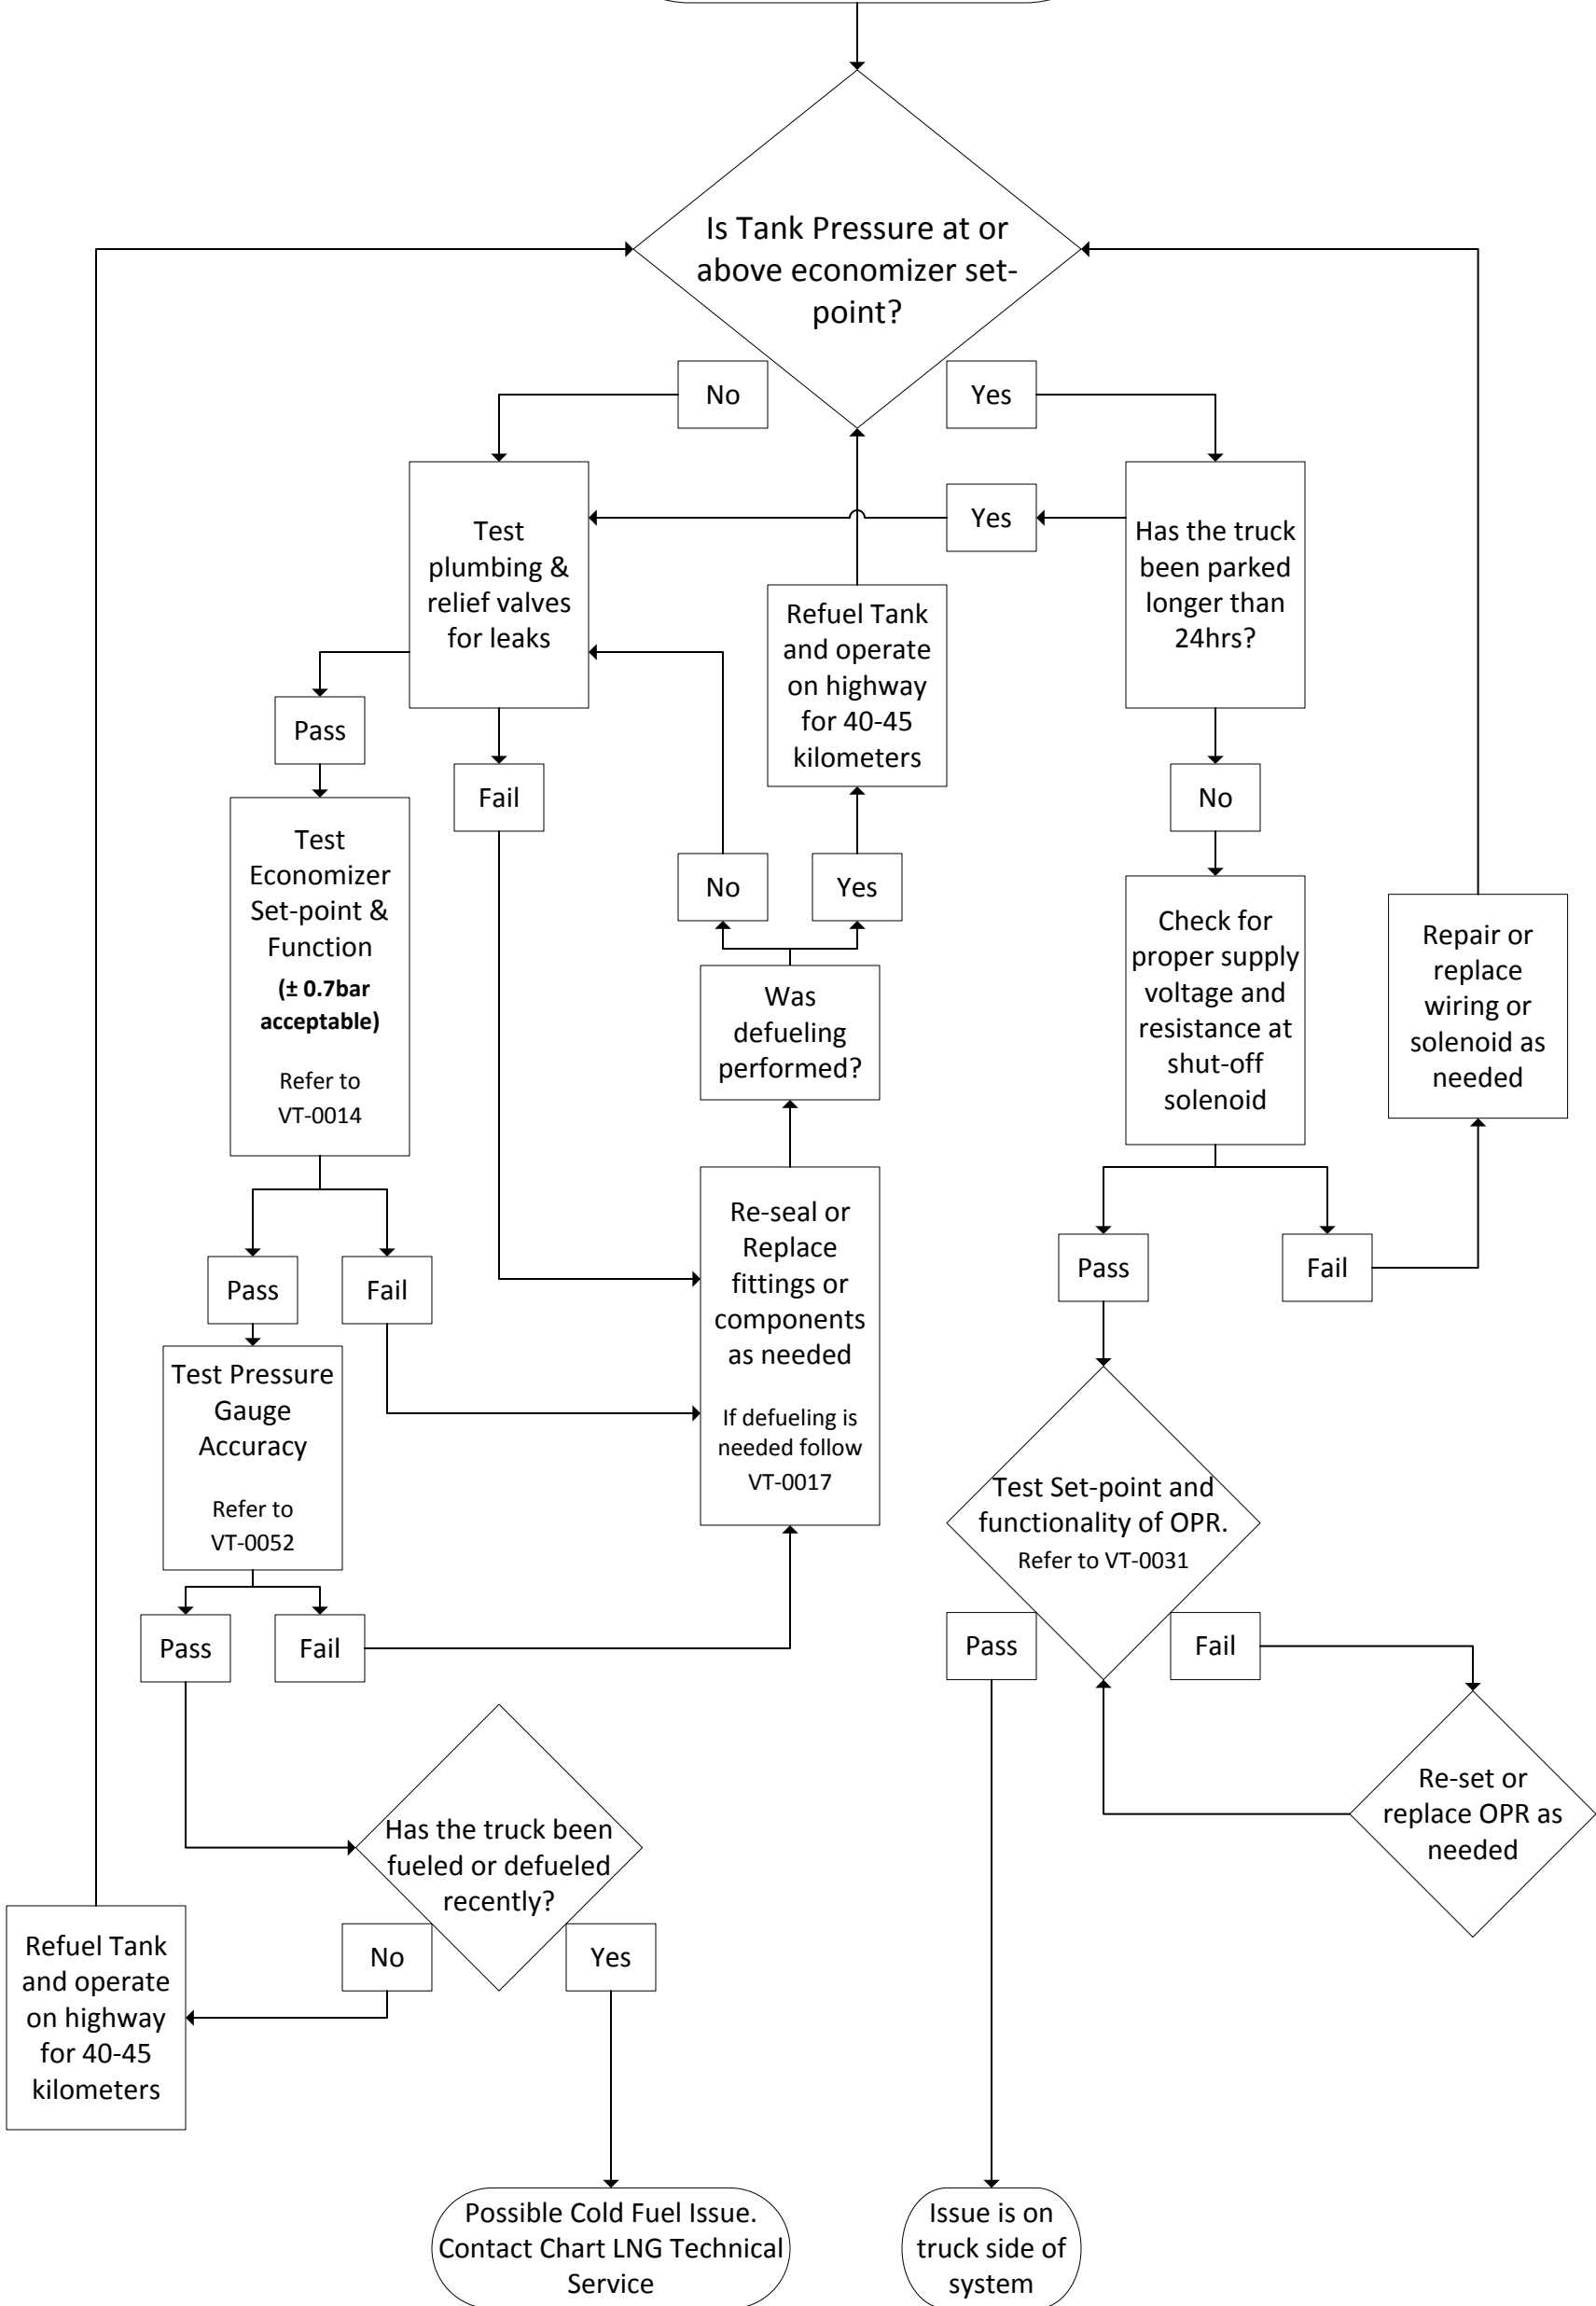 Is Tank Pressure at or
above economizer set-
point?
No
Yes
Test
plumbing &
relief valves
for leaks
Yes
Has the truck
been parked
longer than
24hrs?
Refuel Tank
and operate
on highway
for 40-45
kilometers
Pass
Fail
No
Test
Economizer
Set-point &
Function
(± 0.7bar
acceptable)
Refer to
VT-0014
No
Yes
Check for
proper supply
voltage and
resistance at
shut-off
solenoid
Repair or
replace
wiring or
solenoid as
needed
Was
defueling
performed?
Re-seal or
Replace
fittings or
components
as needed
If defueling is
needed follow
VT-0017
Pass
Fail
Pass
Fail
Test Pressure
Gauge
Accuracy
Refer to
VT-0052
Test Set-point and
functionality of OPR.
Refer to VT-0031
Pass
Fail
Pass
Fail
Re-set or
replace OPR as
needed
Has the truck been
fueled or defueled
recently?
No
Yes
Refuel Tank
and operate
on highway
for 40-45
kilometers
Possible Cold Fuel Issue.
Contact Chart LNG Technical
Service
Issue is on
truck side of
system